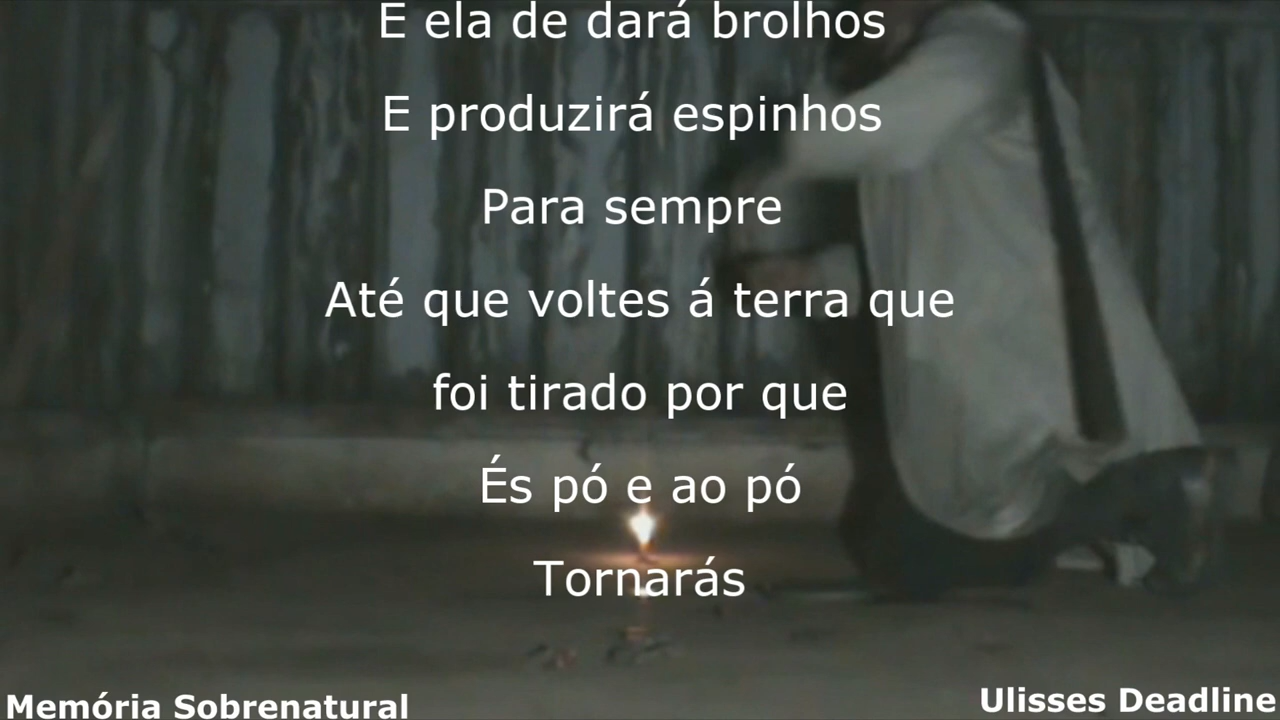 E ela de dará brolhos
E produzirá espinhos
Para sempre
Até que voltes á terra que
foi tirado por que
És pó e ao pó
Tornarás
Memória Sobrenatural
Ulisses Deadline